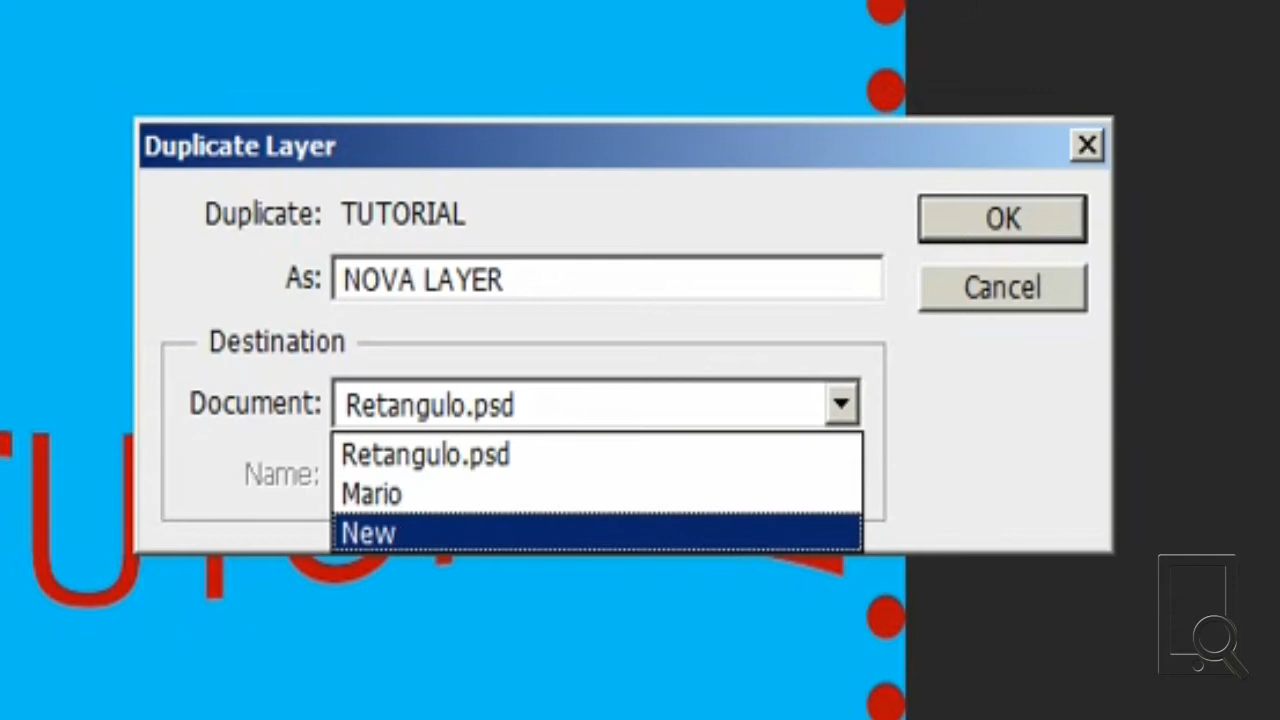 Duplicate Layer
Duplicate: TUTORIAL
OK
As: NOVA LAYER
Cancel
Destination
Document: Retangulo.psd
Retangulo.psd
Name:
Mario
New